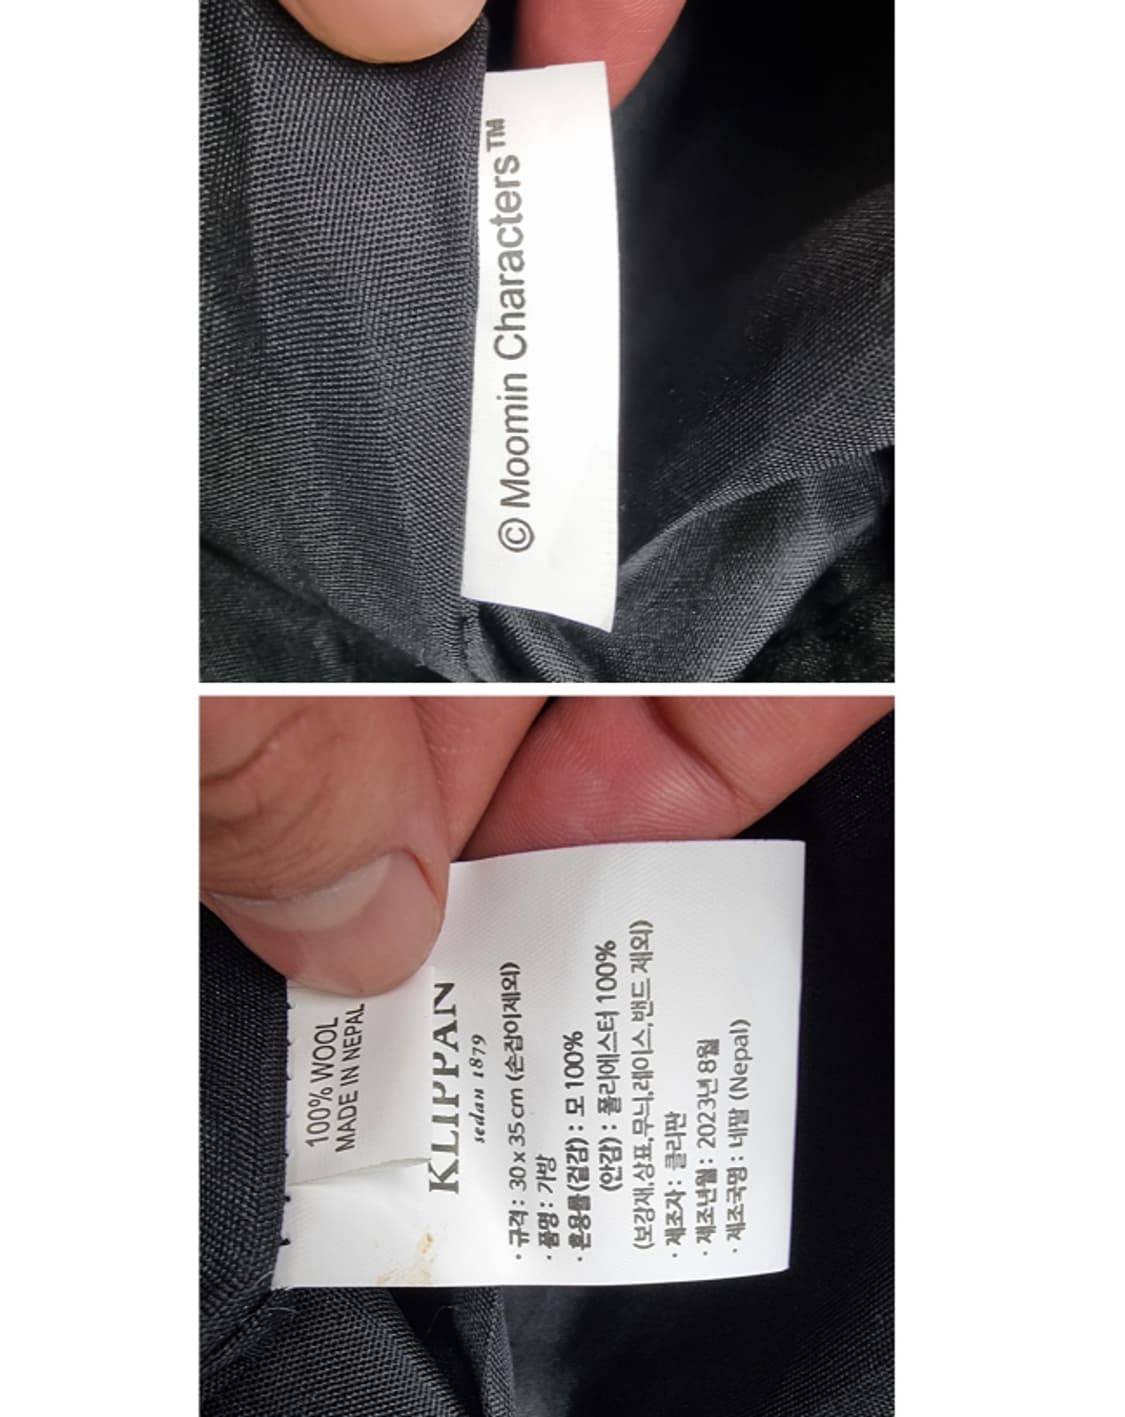 © Moomin Characters™
100% WOOL
MADE IN NEPAL
KLIPPAN
sedan 1879
· 규격 : 30 x 35 cm (손잡이제외)
· 품명 : 가방
· 혼용률(겉감) : 모 100%
(안감) : 폴리에스터 100%
(보강재,상표,무늬,레이스,밴드 제외)
· 제조자 : 클리판
· 제조년월 : 2023년 8월
· 제조국명 : 네팔 (Nepal)